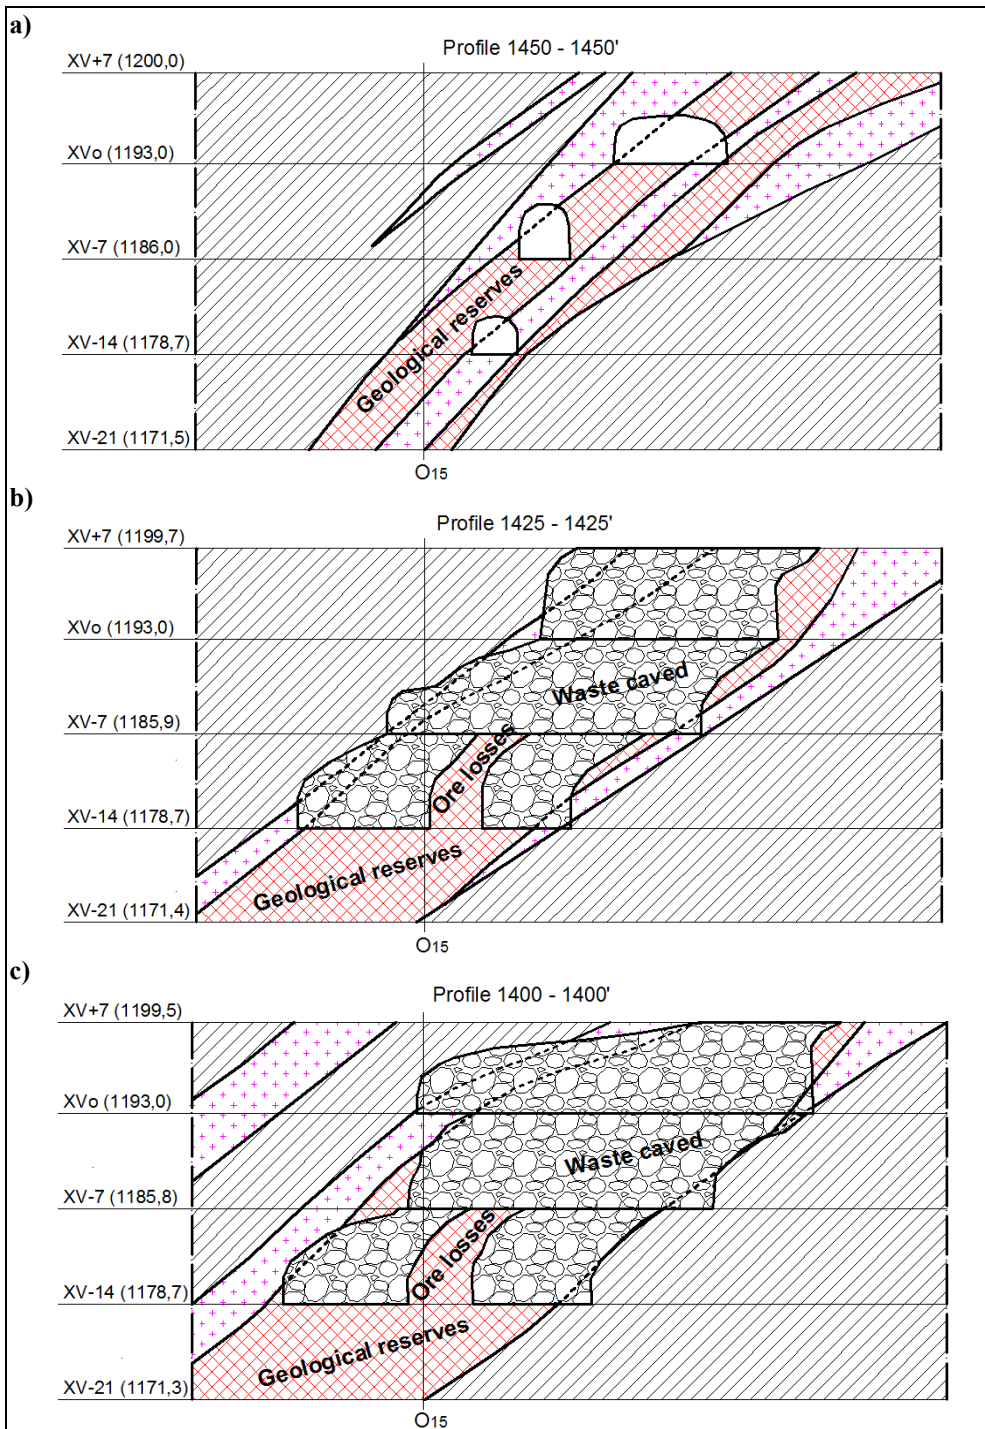 a)
Profile 1450 - 1450'
XV+7 (1200,0)
XVo (1193,0)
XV-7 (1186,0)
XV-14 (1178,7)
XV-21 (1171,5)
Geological reserves
O15
b)
Profile 1425 - 1425'
XV+7 (1199,7)
XVo (1193,0)
XV-7 (1185,9)
XV-14 (1178,7)
XV-21 (1171,4)
Waste caved
Ore losses
Geological reserves
O15
c)
Profile 1400 - 1400'
XV+7 (1199,5)
XVo (1193,0)
XV-7 (1185,8)
XV-14 (1178,7)
XV-21 (1171,3)
Waste caved
Ore losses
Geological reserves
O15